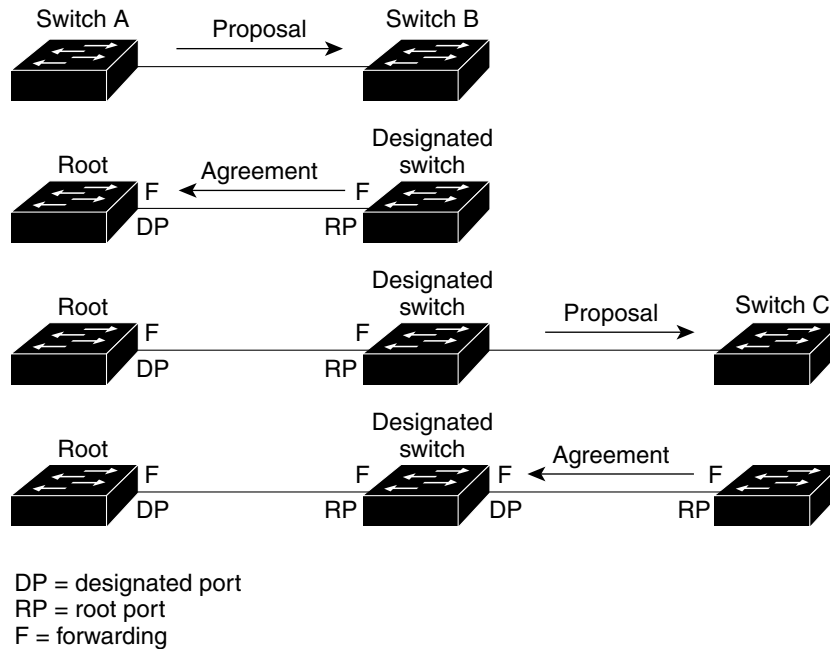 Switch A
Proposal
Switch B
Root
F
Agreement
F
Designated
switch
DP
RP
Root
F
F
Designated
switch
Proposal
Switch C
DP
RP
Root
F
F
Designated
switch
F
Agreement
F
DP
RP
DP
RP
DP = designated port
RP = root port
F = forwarding